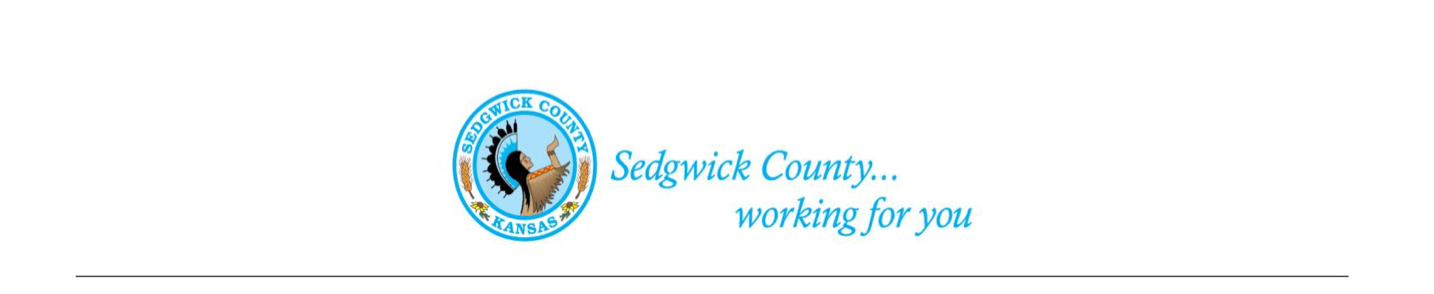 SEDGWICK COUNTY
KANSAS
Sedgwick County...
working for you